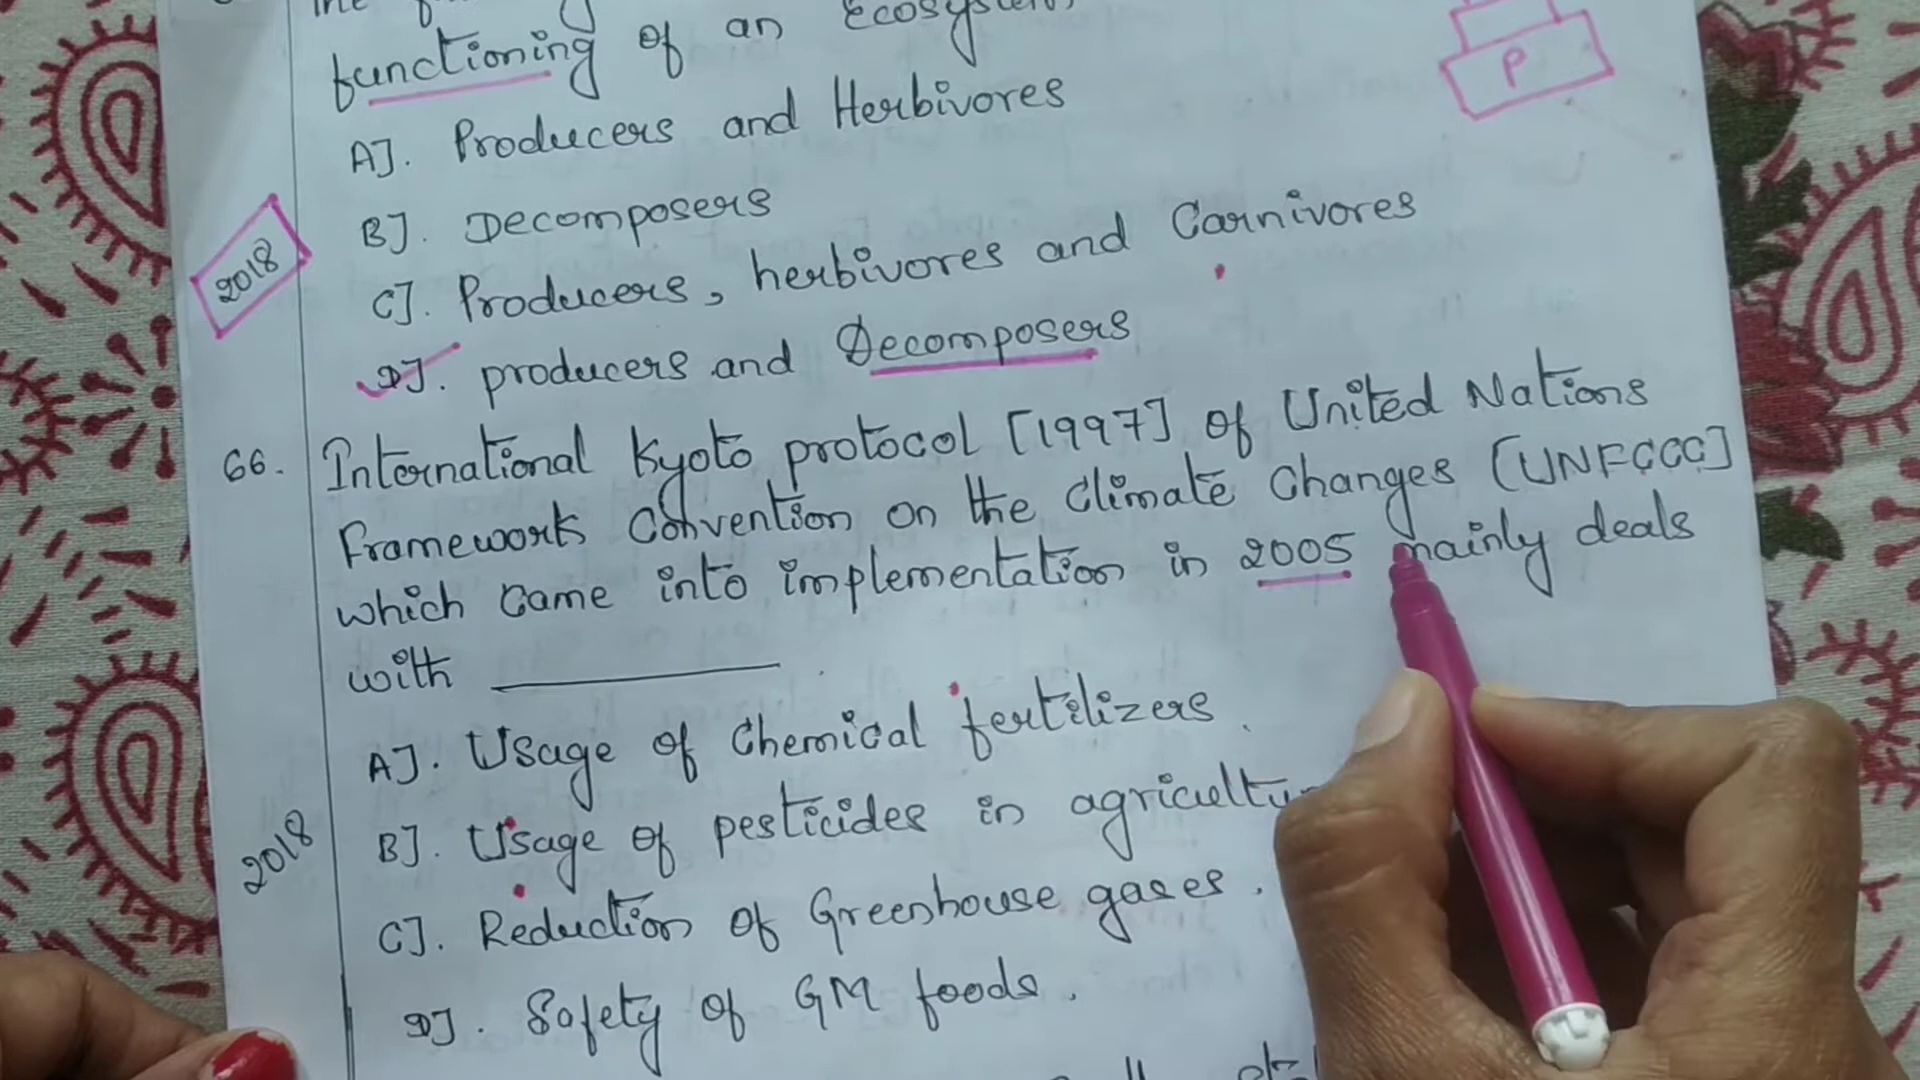 functioning of an Ecosystem,
P
A]. Producers and Herbivores
B]. Decomposers
2018
C]. Producers, herbivores and Carnivores
D]. producers and Decomposers
66. International Kyoto protocol [1997] of United Nations
Framework Convention on the Climate Changes [UNFCCC]
which came into implementation in 2005 mainly deals
with
A]. Usage of Chemical fertilizers.
B]. Usage of pesticides in
2018
C]. Reduction of Greenhouse gases.
D]. Safety of GM foods.